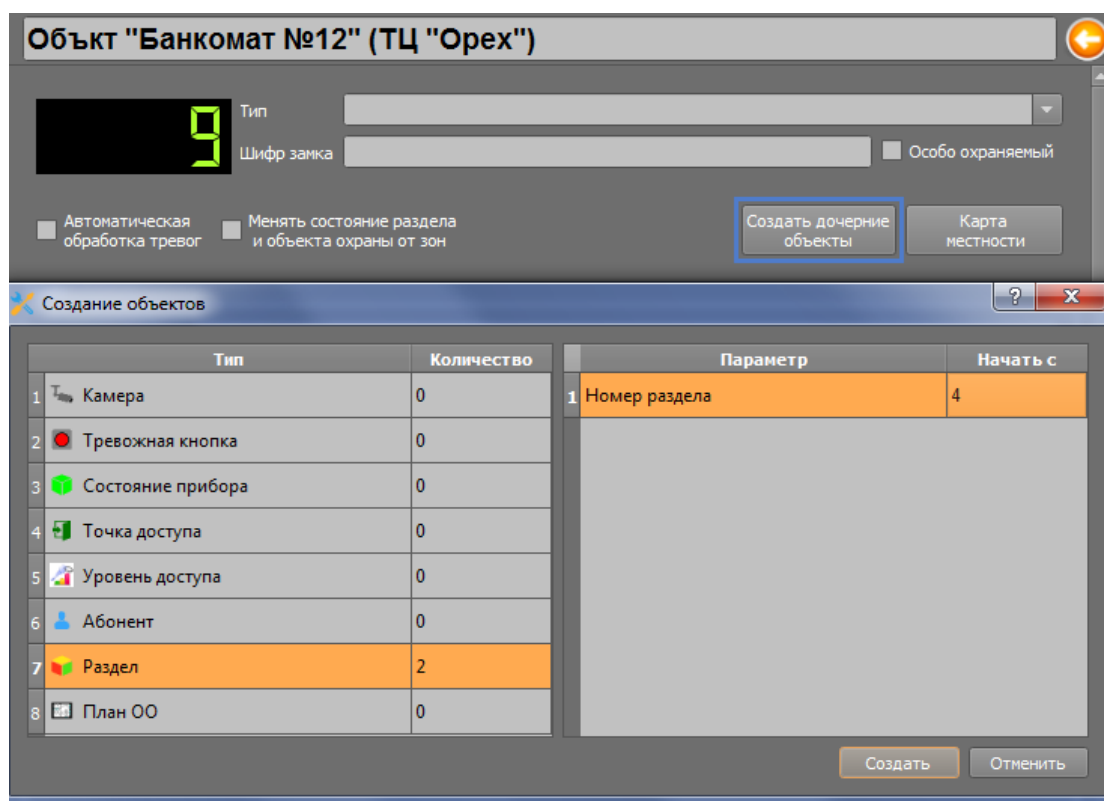 Объкт "Банкомат №12" (ТЦ "Орех")
9
Тип
Шифр замка
Особо охраняемый
Автоматическая
обработка тревог
Менять состояние раздела
и объекта охраны от зон
Создать дочерние
объекты
Карта
местности
Создание объектов
Тип Количество
1 Камера 0
2 Тревожная кнопка 0
3 Состояние прибора 0
4 Точка доступа 0
5 Уровень доступа 0
6 Абонент 0
7 Раздел 2
8 План ОО 0
Параметр Начать с
1 Номер раздела 4
Создать Отменить